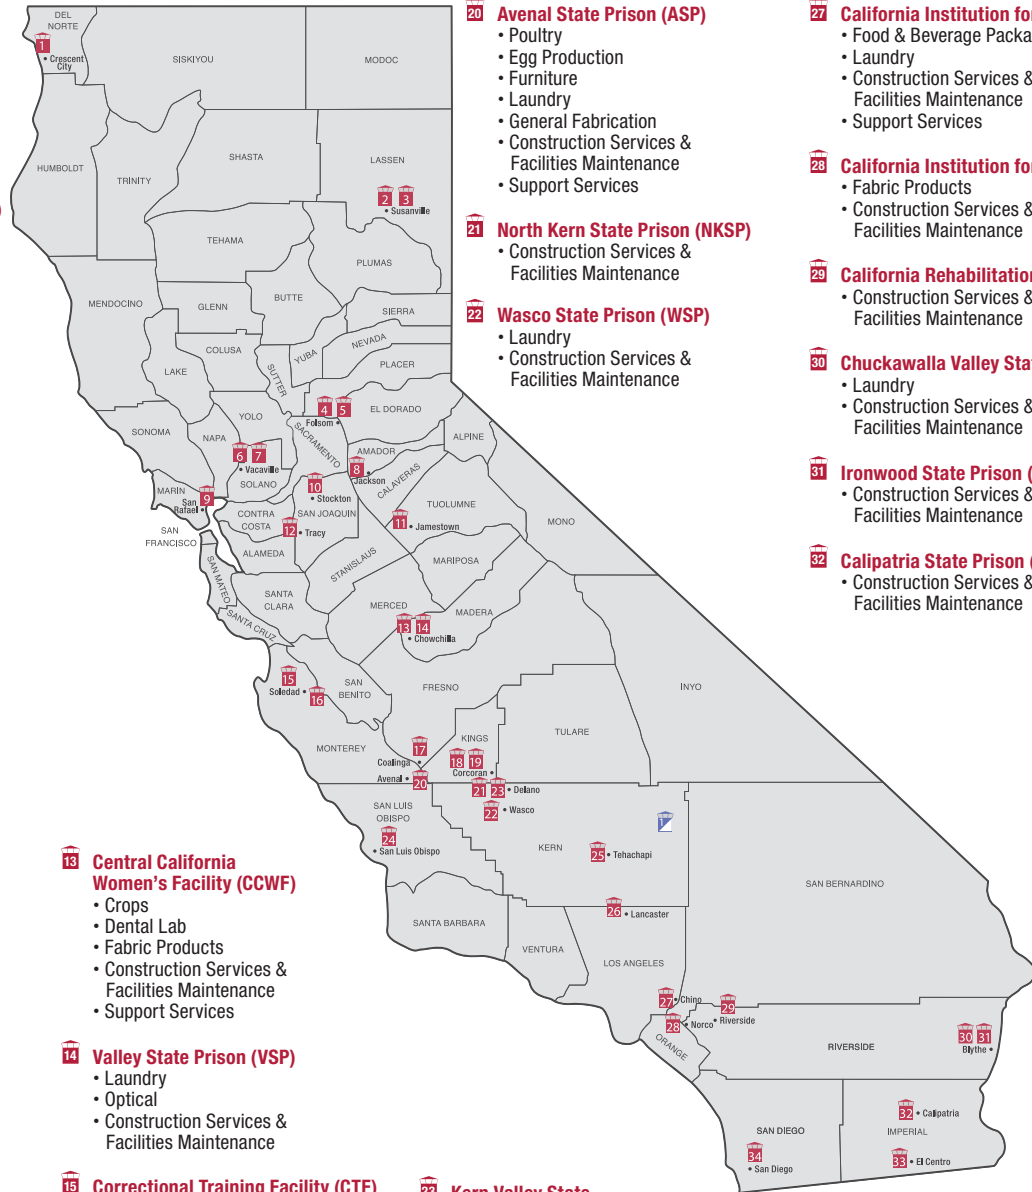 DEL
NORTE
1
• Crescent
City
SISKIYOU
MODOC
HUMBOLDT
TRINITY
SHASTA
LASSEN
2 3
• Susanville
TEHAMA
PLUMAS
MENDOCINO
GLENN
BUTTE
SIERRA
COLUSA
YUBA
NEVADA
PLACER
LAKE
SUTTER
4 5
Folsom •
EL DORADO
YOLO
SONOMA
NAPA
SACRAMENTO
6 7
• Vacaville
ALPINE
AMADOR
8
Jackson
SOLANO
CALAVERAS
MARIN
9
San
Rafael •
10
• Stockton
TUOLUMNE
CONTRA
COSTA
SAN JOAQUIN
11
• Jamestown
MONO
12
• Tracy
SAN
FRANCISCO
ALAMEDA
STANISLAUS
MARIPOSA
SAN MATEO
SANTA
CLARA
MERCED
MADERA
SANTA CRUZ
13 14
• Chowchilla
15
Soledad •
16
SAN
BENITO
FRESNO
INYO
MONTEREY
TULARE
KINGS
17
Coalinga •
18 19
Corcoran •
Avenal •
20
21 23
• Delano
SAN LUIS
OBISPO
22
• Wasco
1
24
• San Luis Obispo
KERN
25
• Tehachapi
SAN BERNARDINO
26
• Lancaster
SANTA BARBARA
VENTURA
LOS ANGELES
27
• Chino
29
• Riverside
28
• Norco
ORANGE
RIVERSIDE
30 31
Blythe •
32
• Calipatria
SAN DIEGO
IMPERIAL
33
• El Centro
34
• San Diego
13 Central California
Women's Facility (CCWF)
• Crops
• Dental Lab
• Fabric Products
• Construction Services &
Facilities Maintenance
• Support Services
14 Valley State Prison (VSP)
• Laundry
• Optical
• Construction Services &
Facilities Maintenance
15 Correctional Training Facility (CTF)
20 Avenal State Prison (ASP)
• Poultry
• Egg Production
• Furniture
• Laundry
• General Fabrication
• Construction Services &
Facilities Maintenance
• Support Services
21 North Kern State Prison (NKSP)
• Construction Services &
Facilities Maintenance
22 Wasco State Prison (WSP)
• Laundry
• Construction Services &
Facilities Maintenance
23 Kern Valley State
27 California Institution for
• Food & Beverage Packa
• Laundry
• Construction Services &
Facilities Maintenance
• Support Services
28 California Institution for
• Fabric Products
• Construction Services &
Facilities Maintenance
29 California Rehabilitation
• Construction Services &
Facilities Maintenance
30 Chuckawalla Valley Stat
• Laundry
• Construction Services &
Facilities Maintenance
31 Ironwood State Prison (
• Construction Services &
Facilities Maintenance
32 Calipatria State Prison (
• Construction Services &
Facilities Maintenance